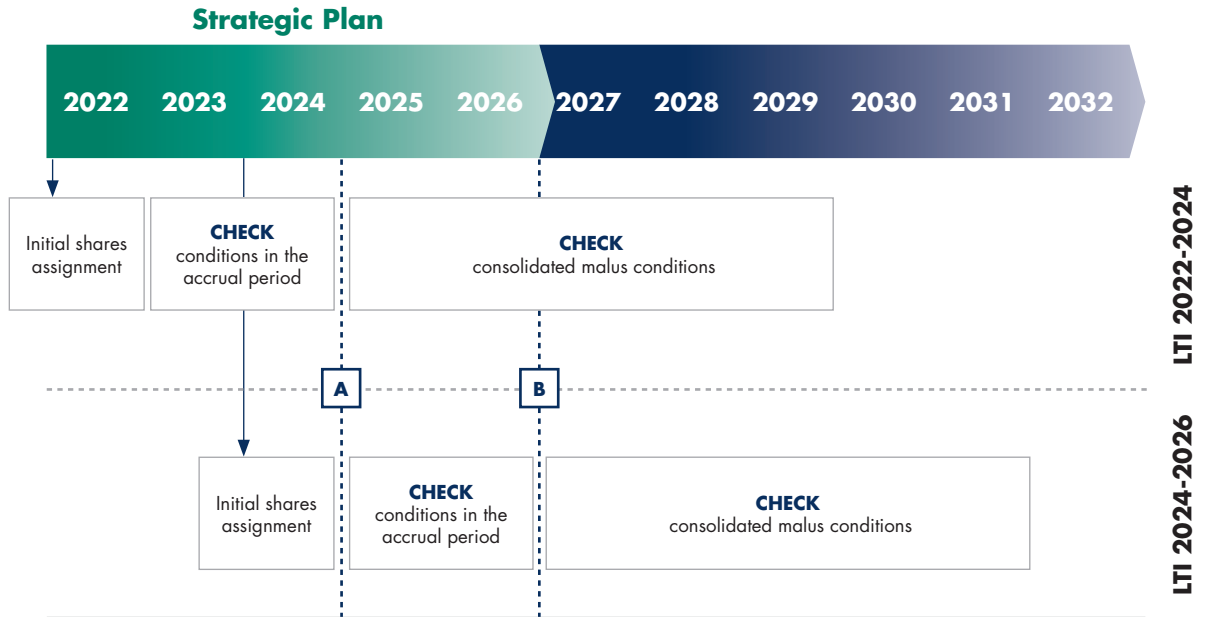 Strategic Plan
2022 2023 2024 2025 2026 2027 2028 2029 2030 2031 2032
Initial shares
assignment
CHECK
conditions in the
accrual period
CHECK
consolidated malus conditions
LTI 2022-2024
A
B
Initial shares
assignment
CHECK
conditions in the
accrual period
CHECK
consolidated malus conditions
LTI 2024-2026